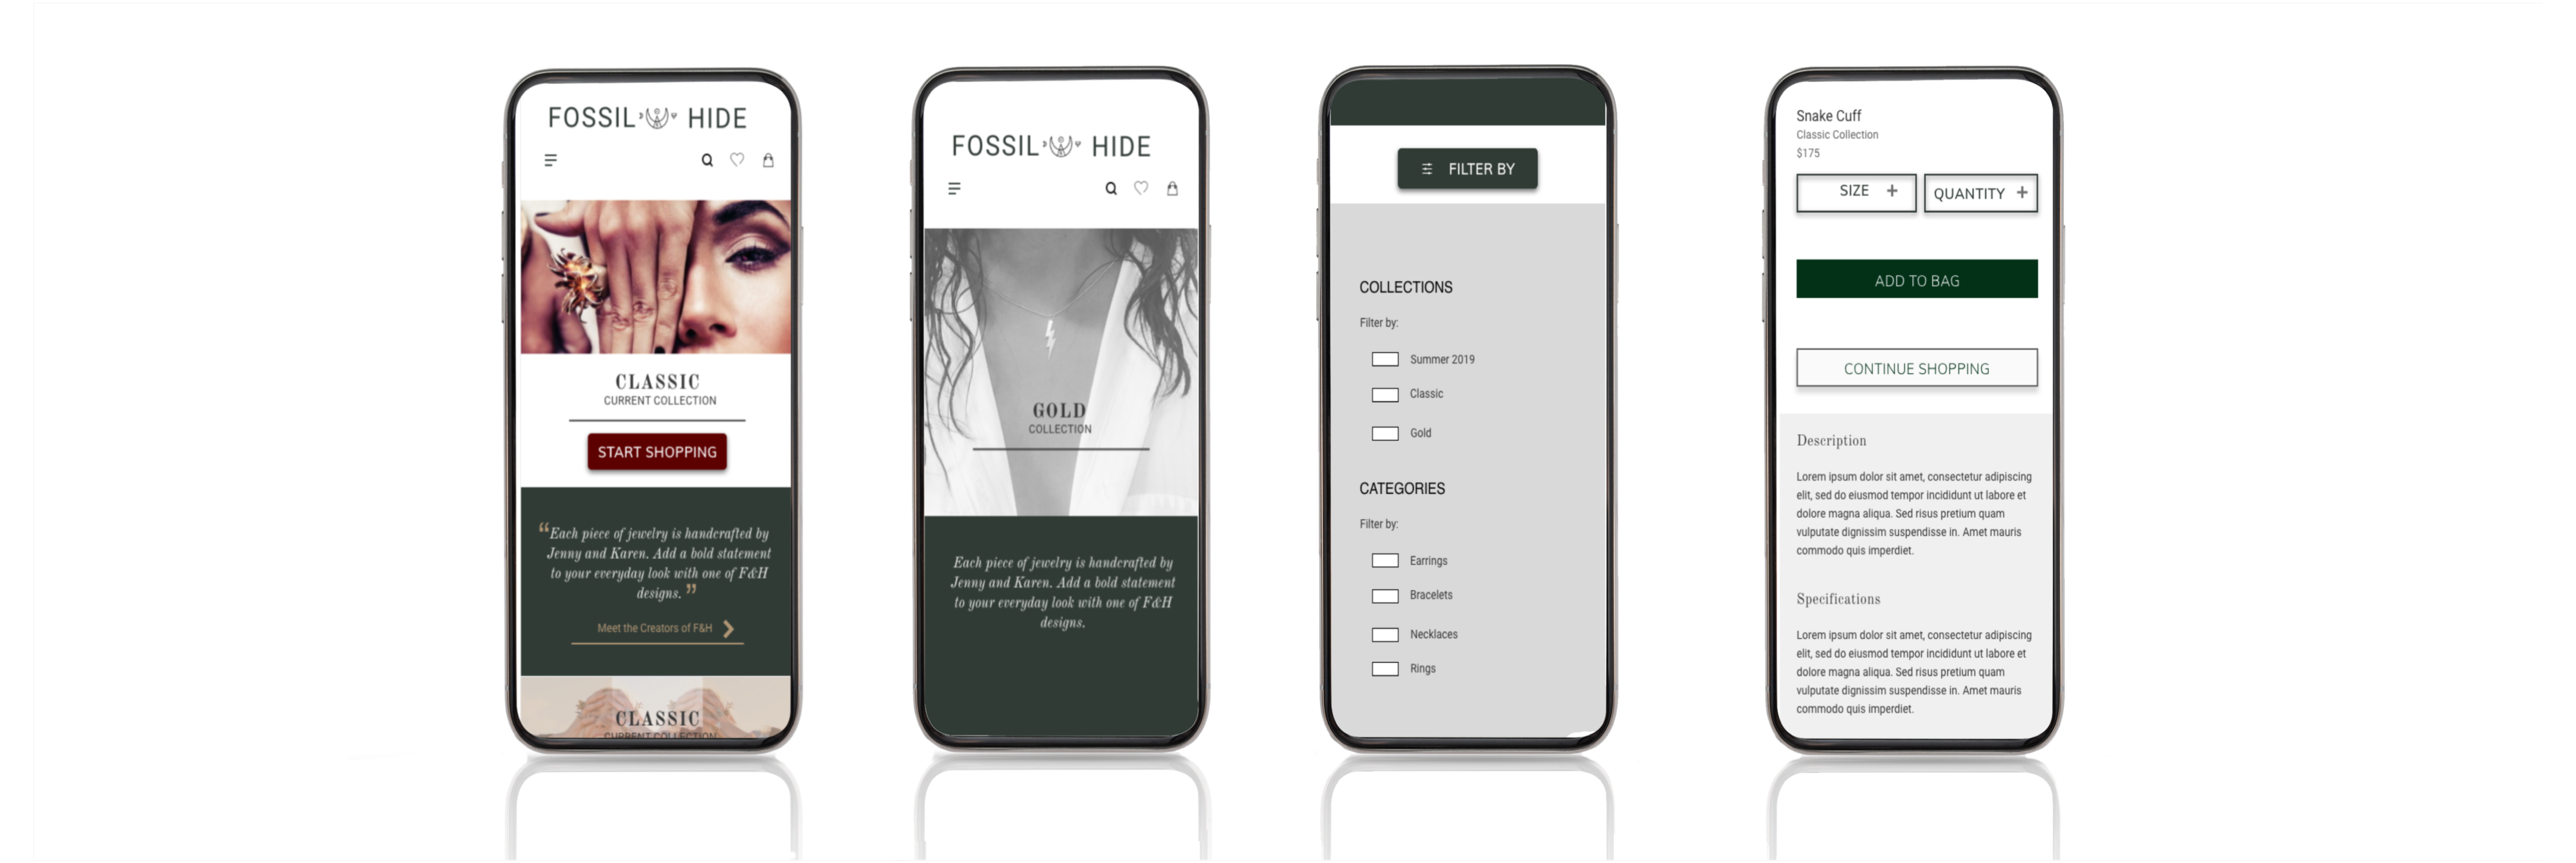 FOSSIL HIDE
CLASSIC
CURRENT COLLECTION
START SHOPPING
“Each piece of jewelry is handcrafted by
Jenny and Karen. Add a bold statement
to your everyday look with one of F&H
designs.”
Meet the Creators of F&H
CLASSIC
CURRENT COLLECTION
FOSSIL HIDE
GOLD
COLLECTION
Each piece of jewelry is handcrafted by
Jenny and Karen. Add a bold statement
to your everyday look with one of F&H
designs.
FILTER BY
COLLECTIONS
Filter by:
Summer 2019
Classic
Gold
CATEGORIES
Filter by:
Earrings
Bracelets
Necklaces
Rings
Snake Cuff
Classic Collection
$175
SIZE +
QUANTITY +
ADD TO BAG
CONTINUE SHOPPING
Description
Lorem ipsum dolor sit amet, consectetur adipiscing
elit, sed do eiusmod tempor incididunt ut labore et
dolore magna aliqua. Sed risus pretium quam
vulputate dignissim suspendisse in. Amet mauris
commodo quis imperdiet.
Specifications
Lorem ipsum dolor sit amet, consectetur adipiscing
elit, sed do eiusmod tempor incididunt ut labore et
dolore magna aliqua. Sed risus pretium quam
vulputate dignissim suspendisse in. Amet mauris
commodo quis imperdiet.